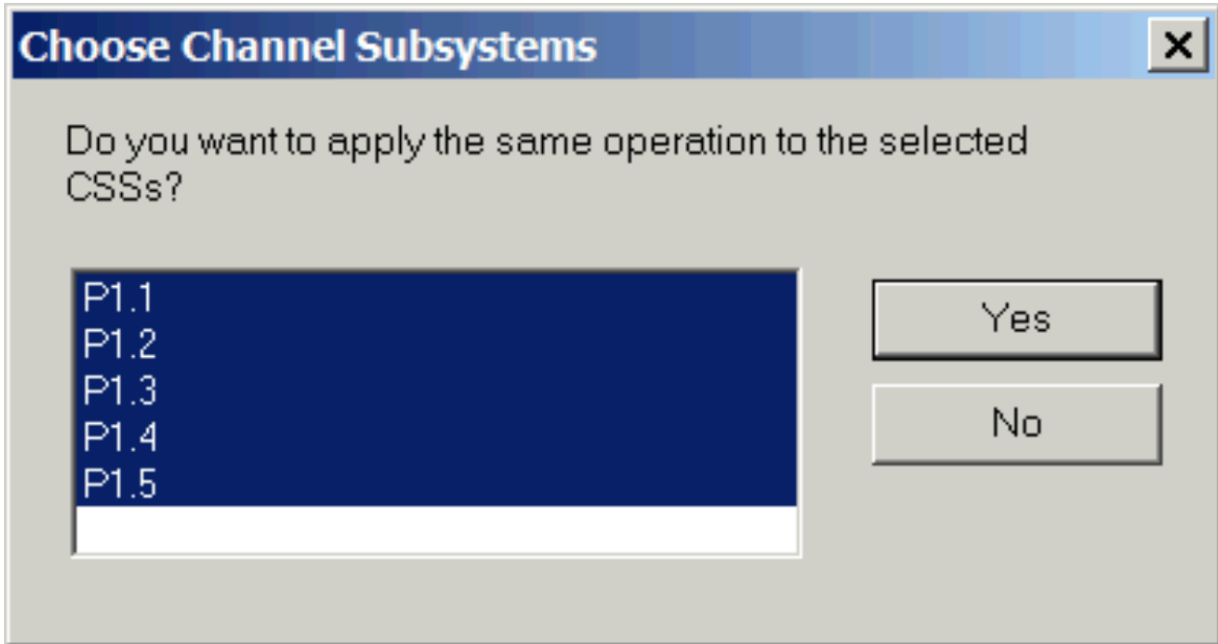 Choose Channel Subsystems
Do you want to apply the same operation to the selected
CSSs?
P1.1
P1.2
P1.3
P1.4
P1.5
Yes
No